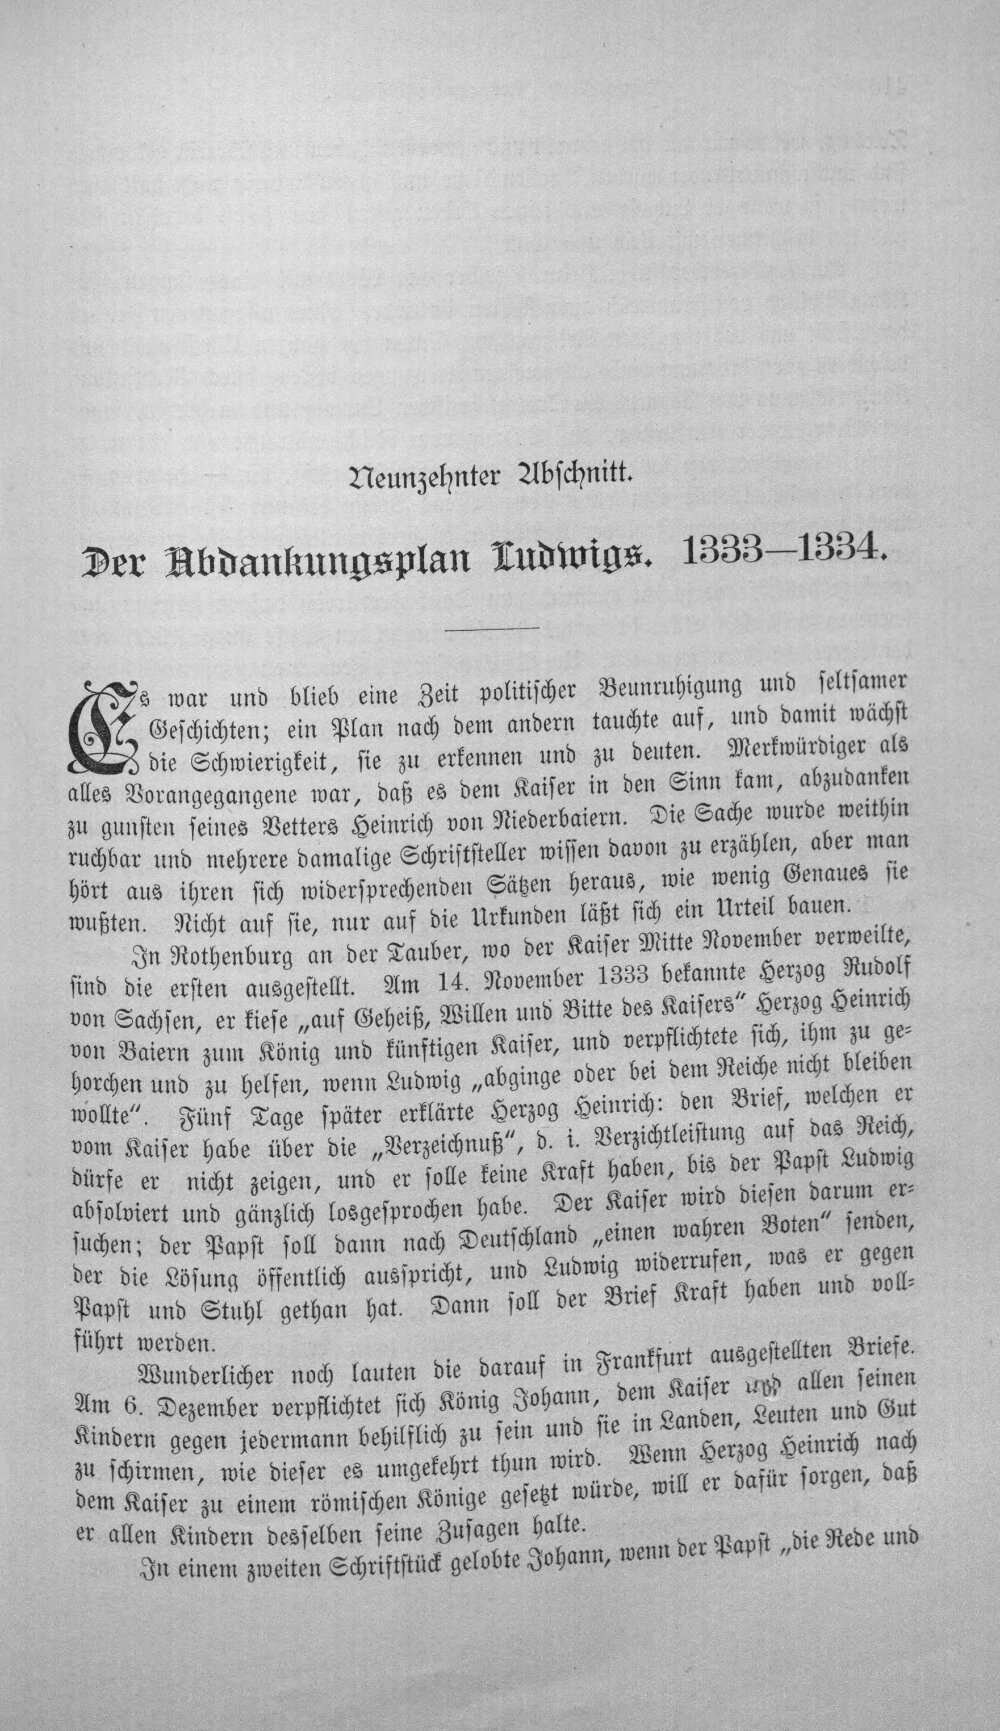 Neunzehnter Abschnitt.
Der Abdankungsplan Ludwigs. 1333—1334.
Es war und blieb eine Zeit politischer Beunruhigung und seltsamer
Geschichten; ein Plan nach dem andern tauchte auf, und damit wächst
die Schwierigkeit, sie zu erkennen und zu deuten. Merkwürdiger als
alles Vorangegangene war, daß es dem Kaiser in den Sinn kam, abzudanken
zu gunsten seines Vetters Heinrich von Niederbaiern. Die Sache wurde weithin
ruchbar und mehrere damalige Schriftsteller wissen davon zu erzählen, aber man
hört aus ihren sich widersprechenden Sätzen heraus, wie wenig Genaues sie
wußten. Nicht auf sie, nur auf die Urkunden läßt sich ein Urteil bauen.
In Rothenburg an der Tauber, wo der Kaiser Mitte November verweilte,
sind die ersten ausgestellt. Am 14. November 1333 bekannte Herzog Rudolf
von Sachsen, er kiese „auf Geheiß, Willen und Bitte des Kaisers“ Herzog Heinrich
von Baiern zum König und künftigen Kaiser, und verpflichtete sich, ihm zu ge-
horchen und zu helfen, wenn Ludwig „abginge oder bei dem Reiche nicht bleiben
wollte“. Fünf Tage später erklärte Herzog Heinrich: den Brief, welchen er
vom Kaiser habe über die „Verzeichnuß“, d. i. Verzichtleistung auf das Reich,
dürfe er nicht zeigen, und er solle keine Kraft haben, bis der Papst Ludwig
absolviert und gänzlich losgesprochen habe. Der Kaiser wird diesen darum er-
suchen; der Papst soll dann nach Deutschland „einen wahren Boten“ senden,
der die Lösung öffentlich ausspricht, und Ludwig widerrufen, was er gegen
Papst und Stuhl gethan hat. Dann soll der Brief Kraft haben und voll-
führt werden.
Wunderlicher noch lauten die darauf in Frankfurt ausgestellten Briefe.
Am 6. Dezember verpflichtet sich König Johann, dem Kaiser und allen seinen
Kindern gegen jedermann behilflich zu sein und sie in Landen, Leuten und Gut
zu schirmen, wie dieser es umgekehrt thun wird. Wenn Herzog Heinrich nach
dem Kaiser zu einem römischen Könige gesetzt würde, will er dafür sorgen, daß
er allen Kindern desselben seine Zusagen halte.
In einem zweiten Schriftstück gelobte Johann, wenn der Papst „die Rede und